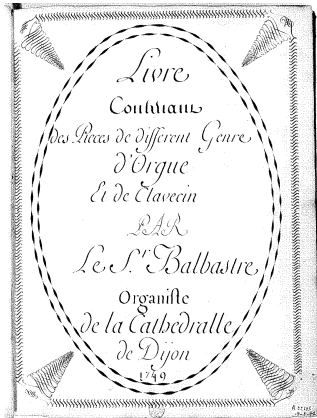 Livre
Contenant
des Pieces de different Genre
d'Orgue
Et de Clavecin
PAR
Le S.r Balbastre
Organiste
de la Cathedralle
de Dijon
1749